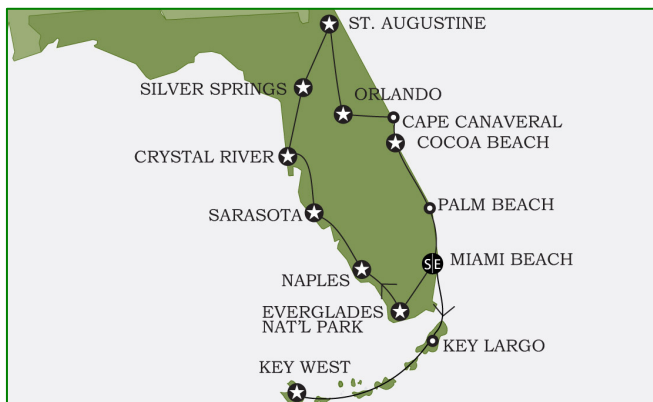 ST. AUGUSTINE
SILVER SPRINGS
ORLANDO
CAPE CANAVERAL
COCOA BEACH
CRYSTAL RIVER
PALM BEACH
SARASOTA
MIAMI BEACH
S|E
NAPLES
EVERGLADES
NAT'L PARK
KEY LARGO
KEY WEST